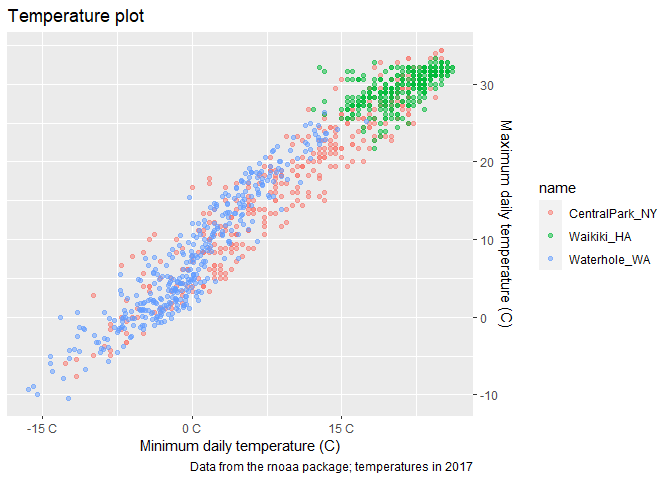 Temperature plot
30
20
10
0
-10
Maximum daily temperature (C)
-15 C
0 C
15 C
Minimum daily temperature (C)
Data from the rnoaa package; temperatures in 2017
name
CentralPark_NY
Waikiki_HA
Waterhole_WA